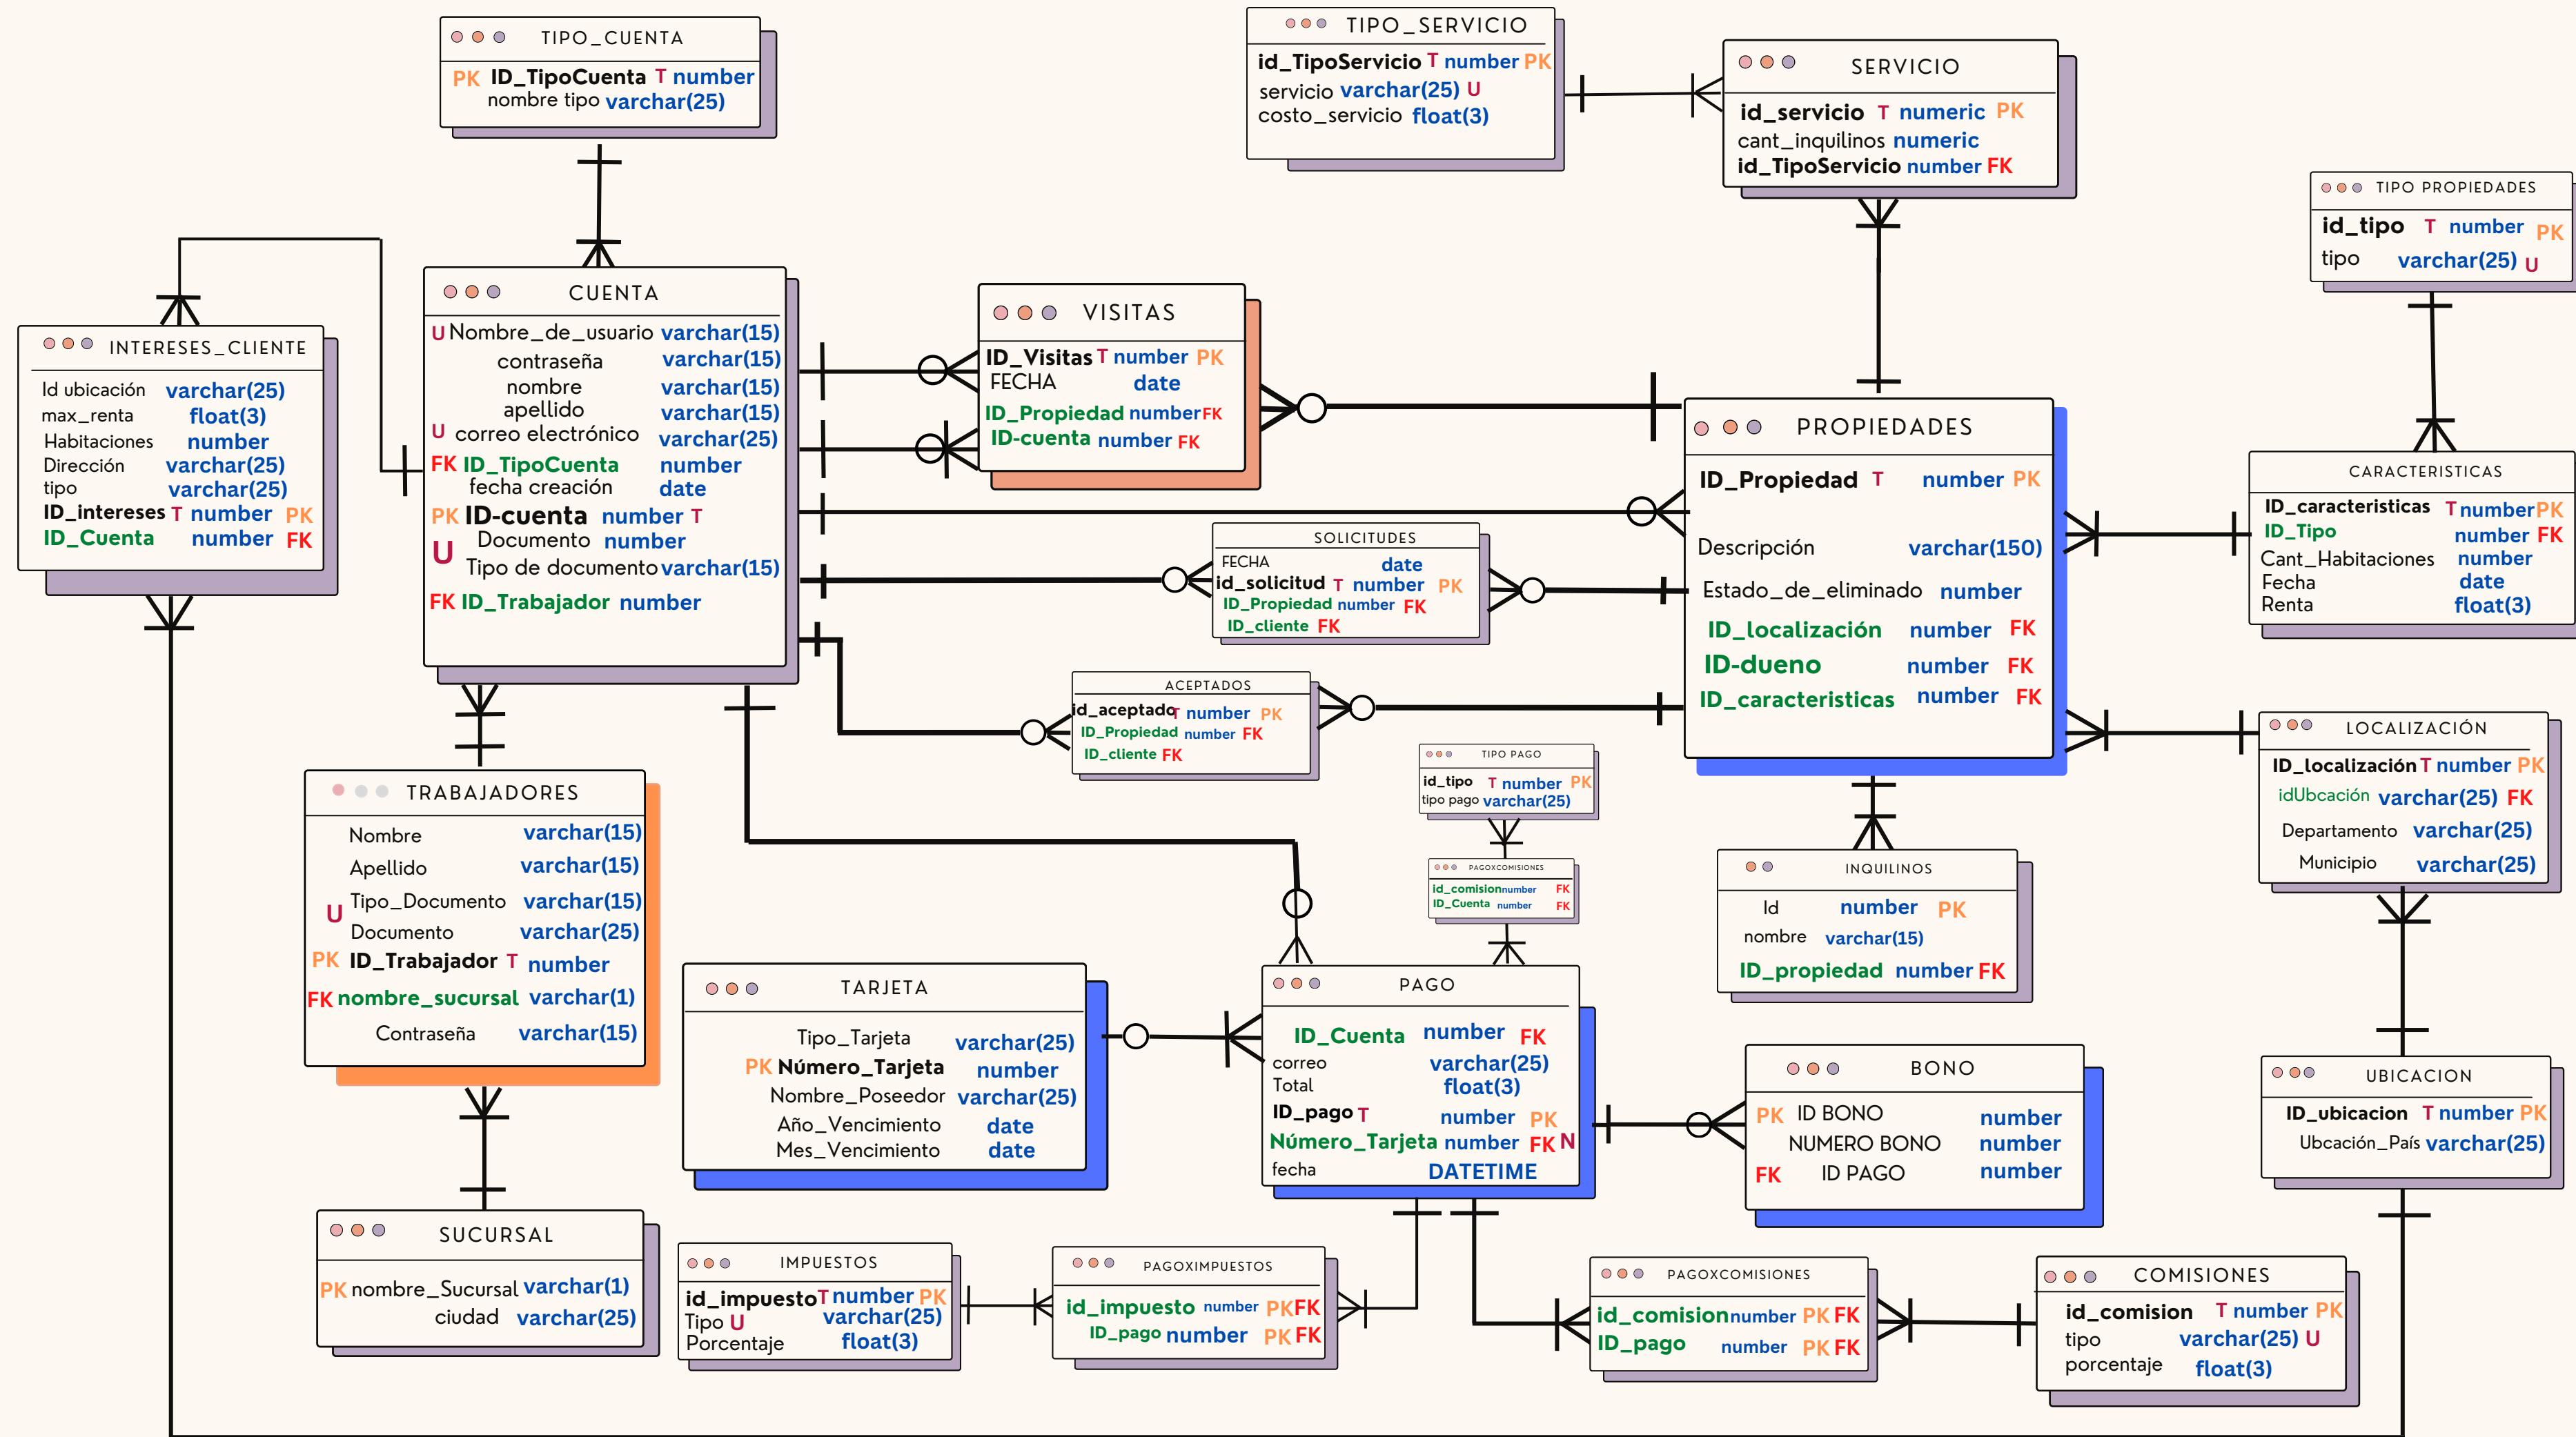 TIPO_CUENTA
PK ID_TipoCuenta T number
nombre tipo varchar(25)
TIPO_SERVICIO
id_TipoServicio T number PK
servicio varchar(25) U
costo_servicio float(3)
SERVICIO
id_servicio T numeric PK
cant_inquilinos numeric
id_TipoServicio number FK
TIPO PROPIEDADES
id_tipo T number PK
tipo varchar(25) U
INTERESES_CLIENTE
Id ubicación varchar(25)
max_renta float(3)
Habitaciones number
Dirección varchar(25)
tipo varchar(25)
ID_intereses T number PK
ID_Cuenta number FK
CUENTA
U Nombre_de_usuario varchar(15)
contraseña varchar(15)
nombre varchar(15)
apellido varchar(15)
U correo electrónico varchar(25)
FK ID_TipoCuenta number
fecha creación date
PK ID-cuenta number T
U Documento number
Tipo de documento varchar(15)
FK ID_Trabajador number
VISITAS
ID_Visitas T number PK
FECHA date
ID_Propiedad number FK
ID-cuenta number FK
PROPIEDADES
ID_Propiedad T number PK
Descripción varchar(150)
Estado_de_eliminado number
ID_localización number FK
ID-dueno number FK
ID_caracteristicas number FK
CARACTERISTICAS
ID_caracteristicas T number PK
ID_Tipo number FK
Cant_Habitaciones number
Fecha date
Renta float(3)
SOLICITUDES
FECHA date
id_solicitud T number PK
ID_Propiedad number FK
ID_cliente FK
ACEPTADOS
id_aceptado T number PK
ID_Propiedad number FK
ID_cliente FK
TIPO PAGO
id_tipo T number PK
tipo pago varchar(25)
PAGOXCOMISIONES
id_comision number FK
ID_Cuenta number FK
LOCALIZACIÓN
ID_localización T number PK
idUbcación varchar(25) FK
Departamento varchar(25)
Municipio varchar(25)
TRABAJADORES
Nombre varchar(15)
Apellido varchar(15)
U Tipo_Documento varchar(15)
Documento varchar(25)
PK ID_Trabajador T number
FK nombre_sucursal varchar(1)
Contraseña varchar(15)
INQUILINOS
Id number PK
nombre varchar(15)
ID_propiedad number FK
TARJETA
Tipo_Tarjeta varchar(25)
PK Número_Tarjeta number
Nombre_Poseedor varchar(25)
Año_Vencimiento date
Mes_Vencimiento date
PAGO
ID_Cuenta number FK
correo varchar(25)
Total float(3)
ID_pago T number PK
Número_Tarjeta number FK N
fecha DATETIME
BONO
PK ID BONO number
NUMERO BONO number
FK ID PAGO number
UBICACION
ID_ubicacion T number PK
Ubcación_País varchar(25)
SUCURSAL
PK nombre_Sucursal varchar(1)
ciudad varchar(25)
IMPUESTOS
id_impuesto T number PK
Tipo U varchar(25)
Porcentaje float(3)
PAGOXIMPUESTOS
id_impuesto number PK FK
ID_pago number PK FK
PAGOXCOMISIONES
id_comision number PK FK
ID_pago number PK FK
COMISIONES
id_comision T number PK
tipo varchar(25) U
porcentaje float(3)